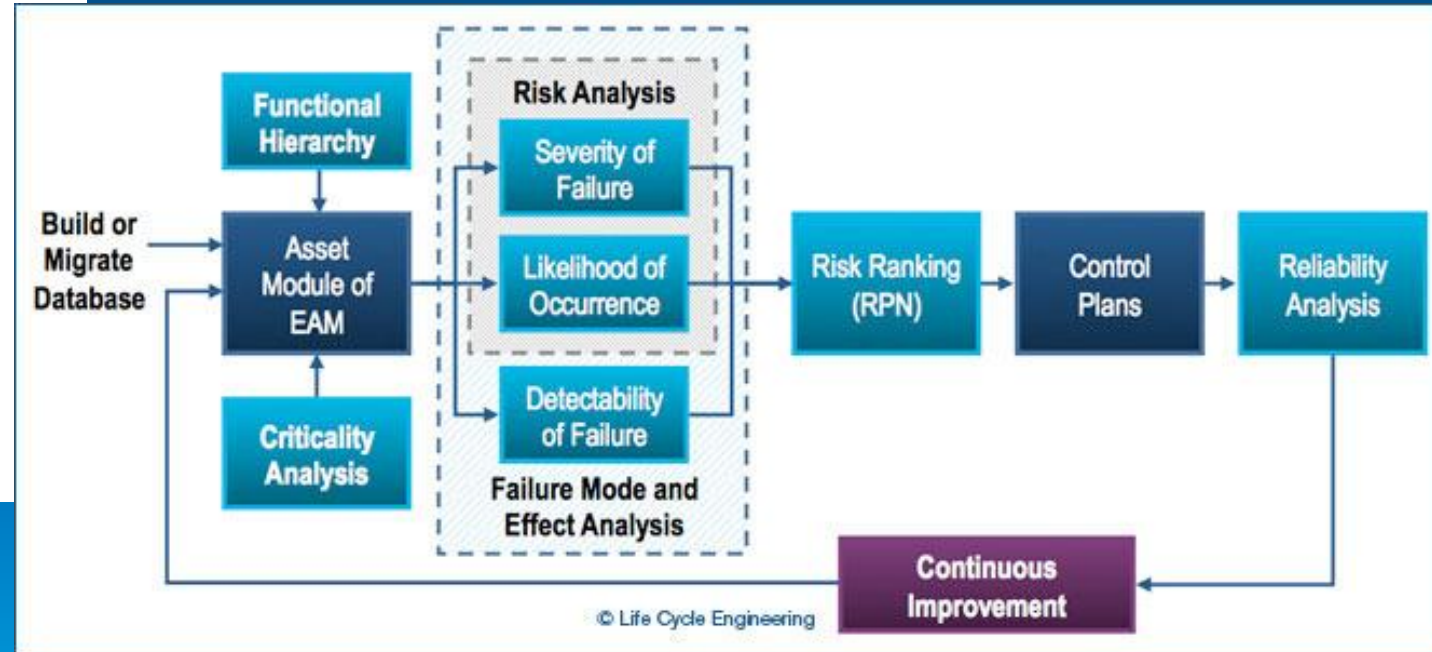 Functional
Hierarchy
Build or
Migrate
Database
Asset
Module of
EAM
Criticality
Analysis
Risk Analysis
Severity of
Failure
Likelihood of
Occurrence
Detectability
of Failure
Failure Mode and
Effect Analysis
Risk Ranking
(RPN)
Control
Plans
Reliability
Analysis
Continuous
Improvement
© Life Cycle Engineering